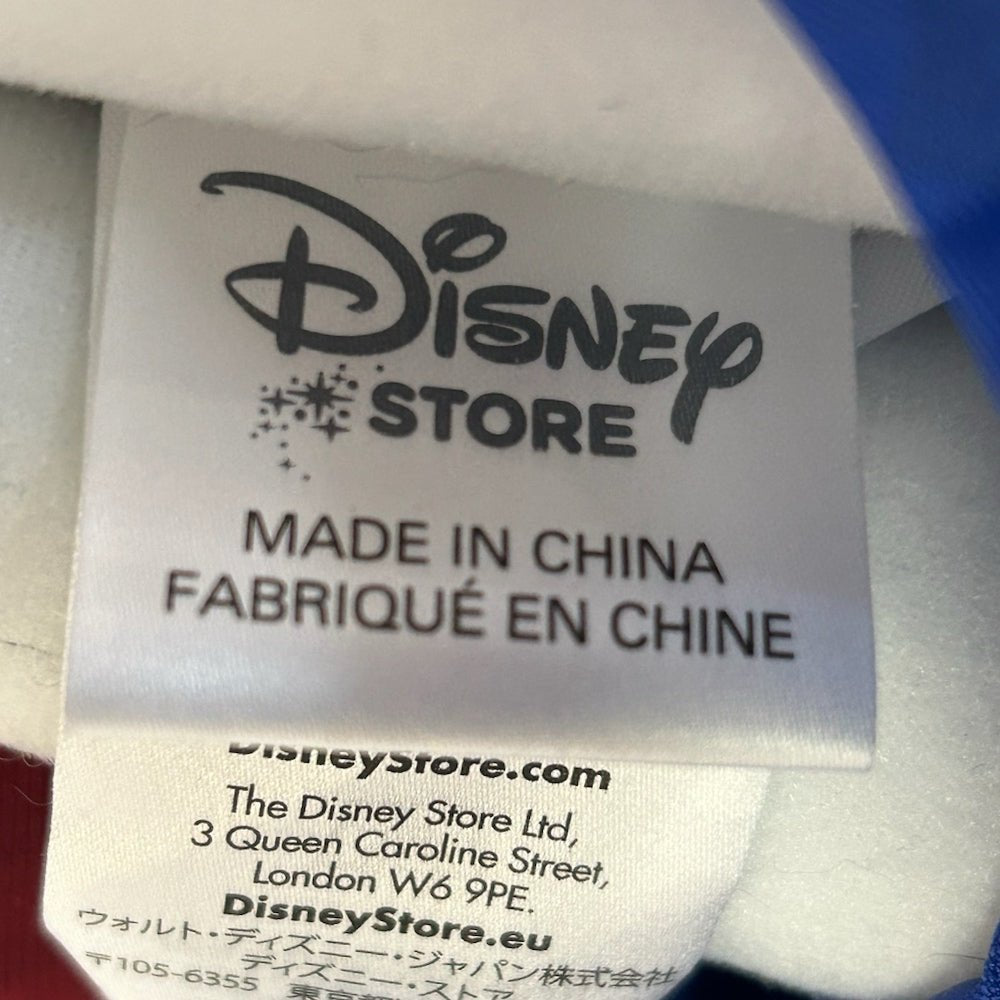 Disney
STORE
MADE IN CHINA
FABRIQUÉ EN CHINE
DisneyStore.com
The Disney Store Ltd,
3 Queen Caroline Street,
London W6 9PE.
DisneyStore.eu
ウォルト・ディズニー・ジャパン株式会社
ディズニー・ストア
〒105-6355